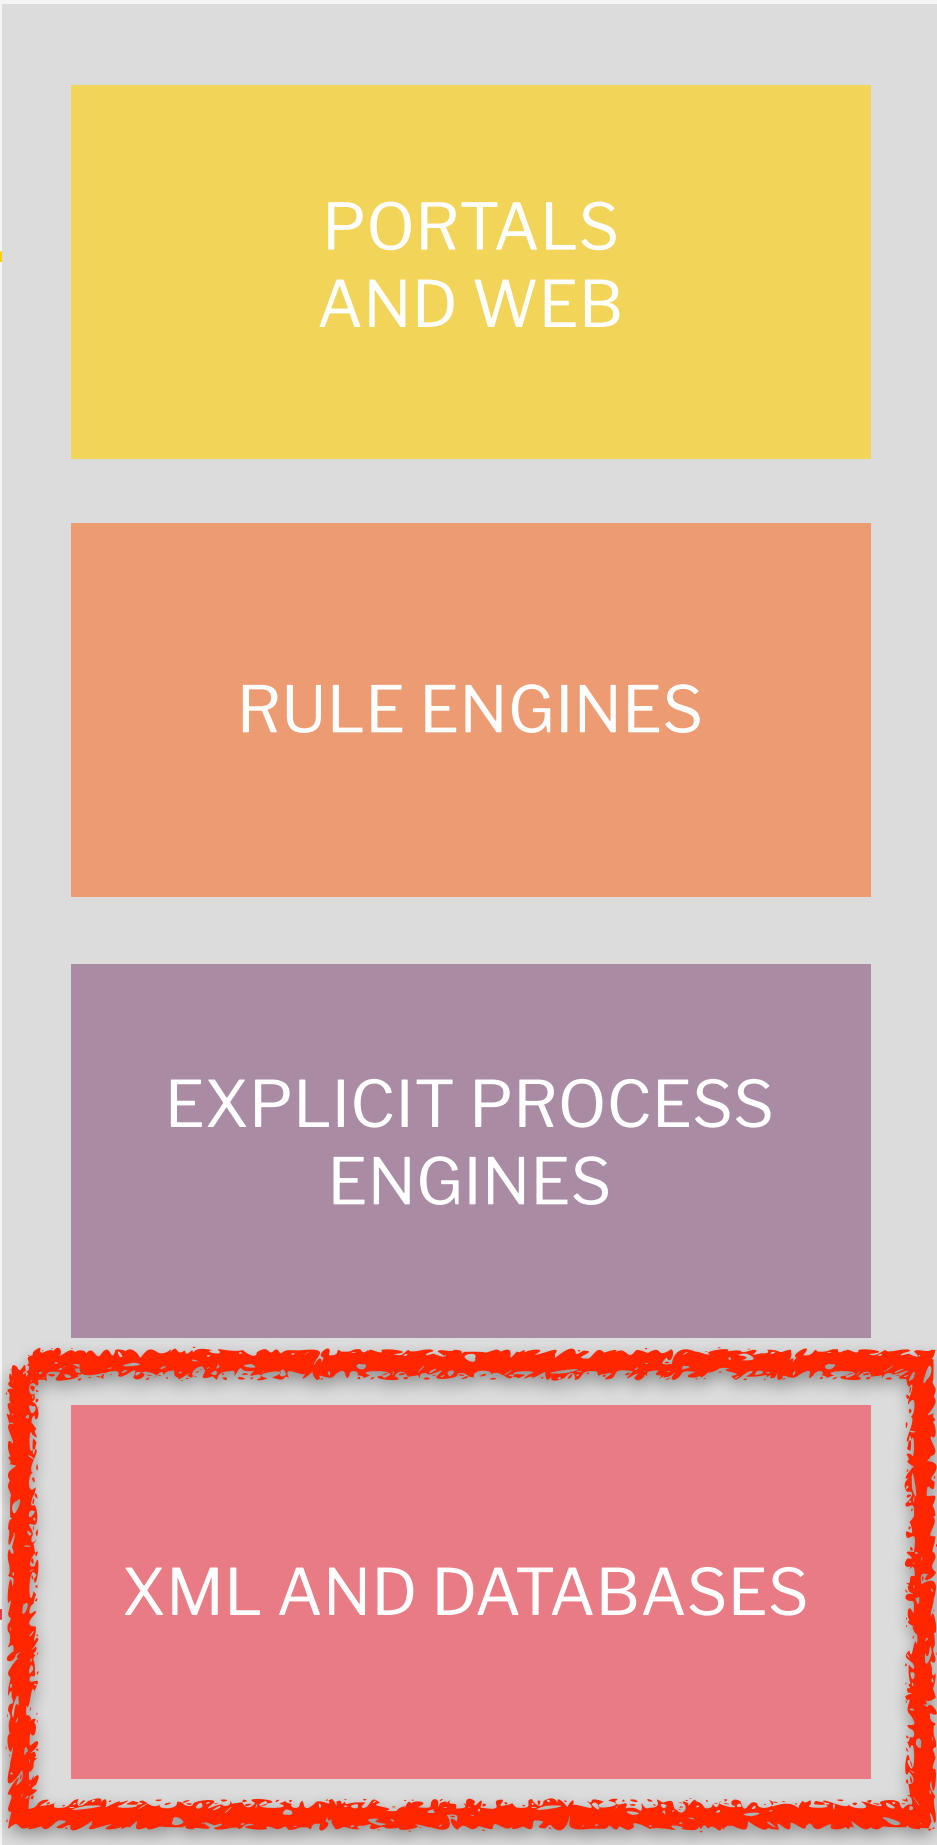 PORTALS
AND WEB
RULE ENGINES
EXPLICIT PROCESS
ENGINES
XML AND DATABASES